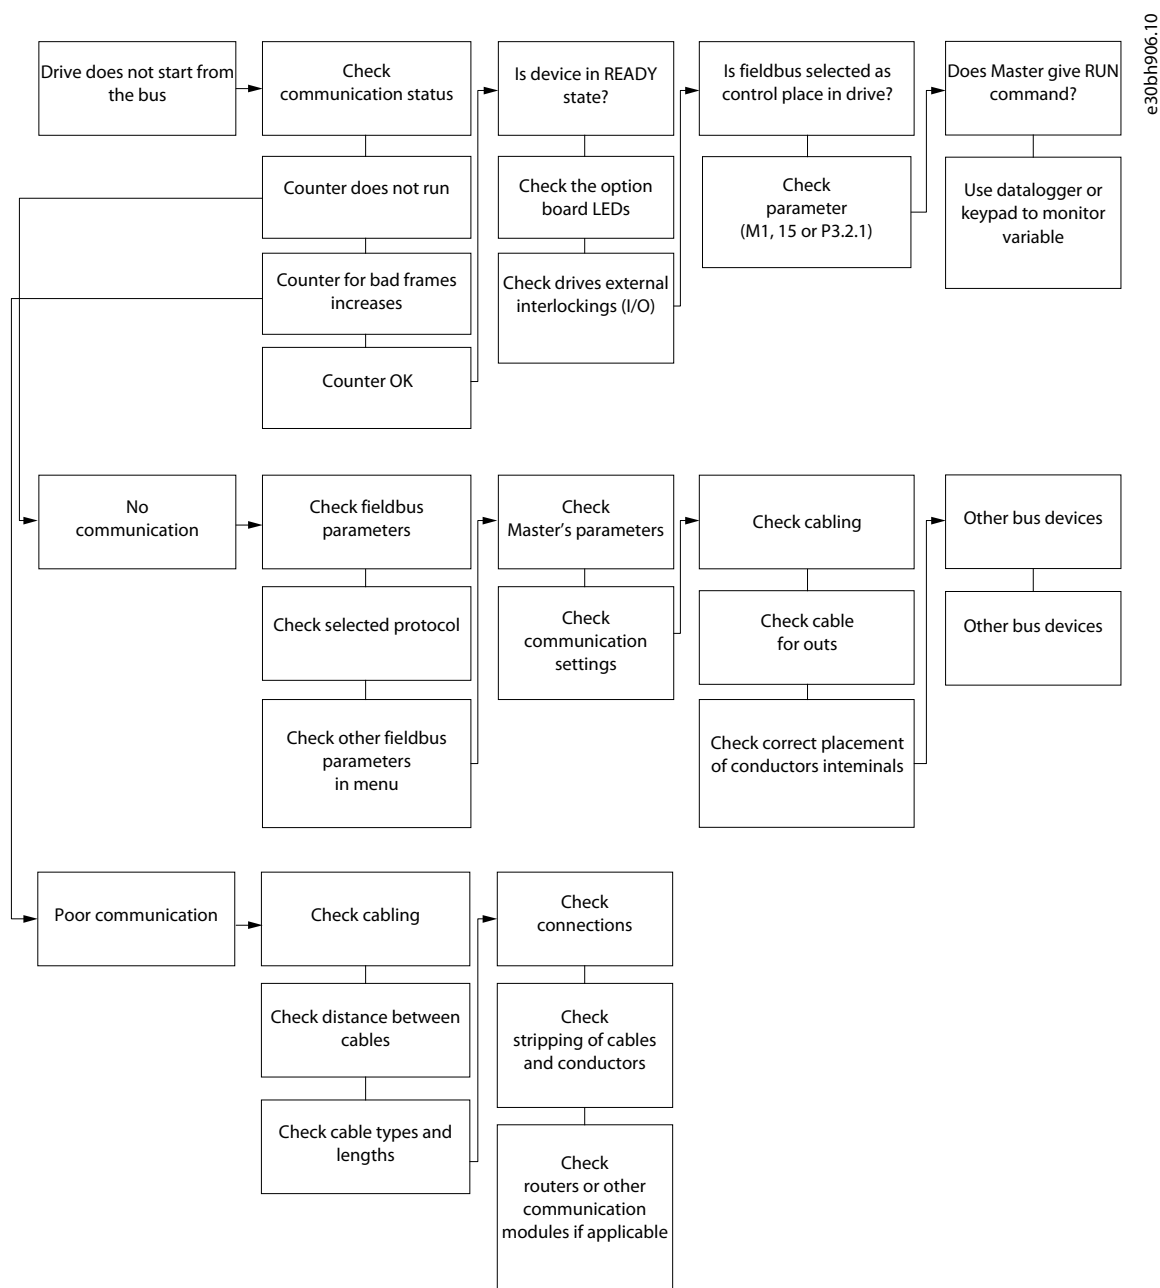 e30bh906.10
Drive does not start from
the bus
Check
communication status
Counter does not run
Counter for bad frames
increases
Counter OK
Is device in READY
state?
Check the option
board LEDs
Check drives external
interlockings (I/O)
Is fieldbus selected as
control place in drive?
Check
parameter
(M1, 15 or P3.2.1)
Does Master give RUN
command?
Use datalogger or
keypad to monitor
variable
No
communication
Check fieldbus
parameters
Check selected protocol
Check other fieldbus
parameters
in menu
Check
Master’s parameters
Check
communication
settings
Check cabling
Check cable
for outs
Check correct placement
of conductors inteminals
Other bus devices
Other bus devices
Poor communication
Check cabling
Check distance between
cables
Check cable types and
lengths
Check
connections
Check
stripping of cables
and conductors
Check
routers or other
communication
modules if applicable